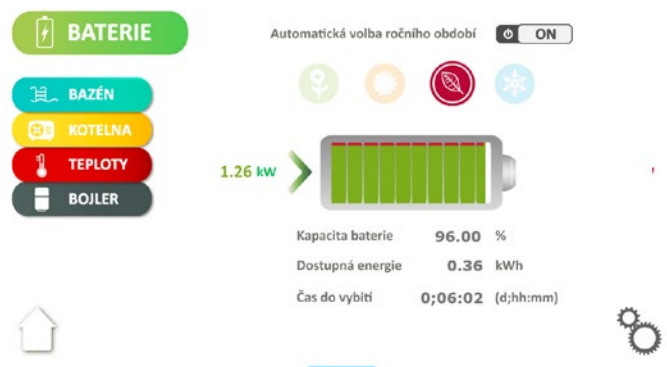 BATERIE
Automatická volba ročního období ON
BAZÉN
KOTELNA
TEPLOTY
BOJLER
1.26 kW
Kapacita baterie 96.00 %
Dostupná energie 0.36 kWh
Čas do vybití 0;06:02 (d;hh:mm)